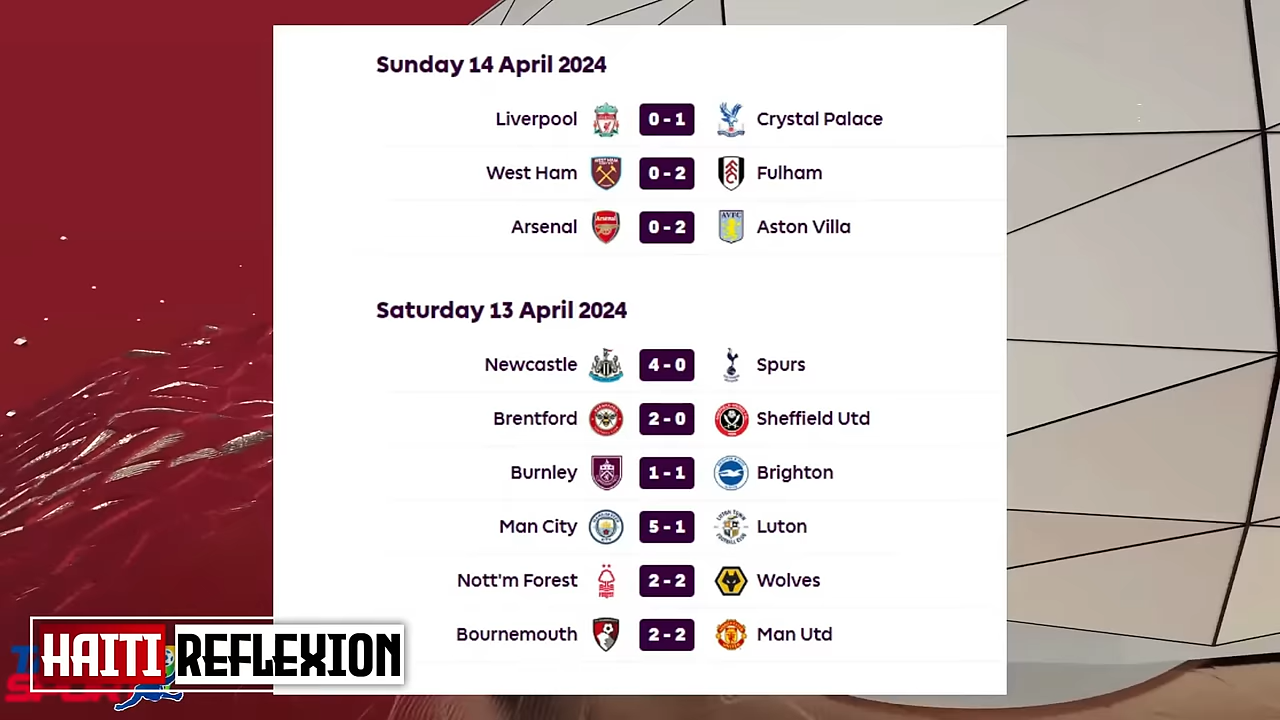 Sunday 14 April 2024
Liverpool 0 - 1 Crystal Palace
West Ham 0 - 2 Fulham
Arsenal 0 - 2 Aston Villa
Saturday 13 April 2024
Newcastle 4 - 0 Spurs
Brentford 2 - 0 Sheffield Utd
Burnley 1 - 1 Brighton
Man City 5 - 1 Luton
Nott'm Forest 2 - 2 Wolves
Bournemouth 2 - 2 Man Utd
HAITI REFLEXION